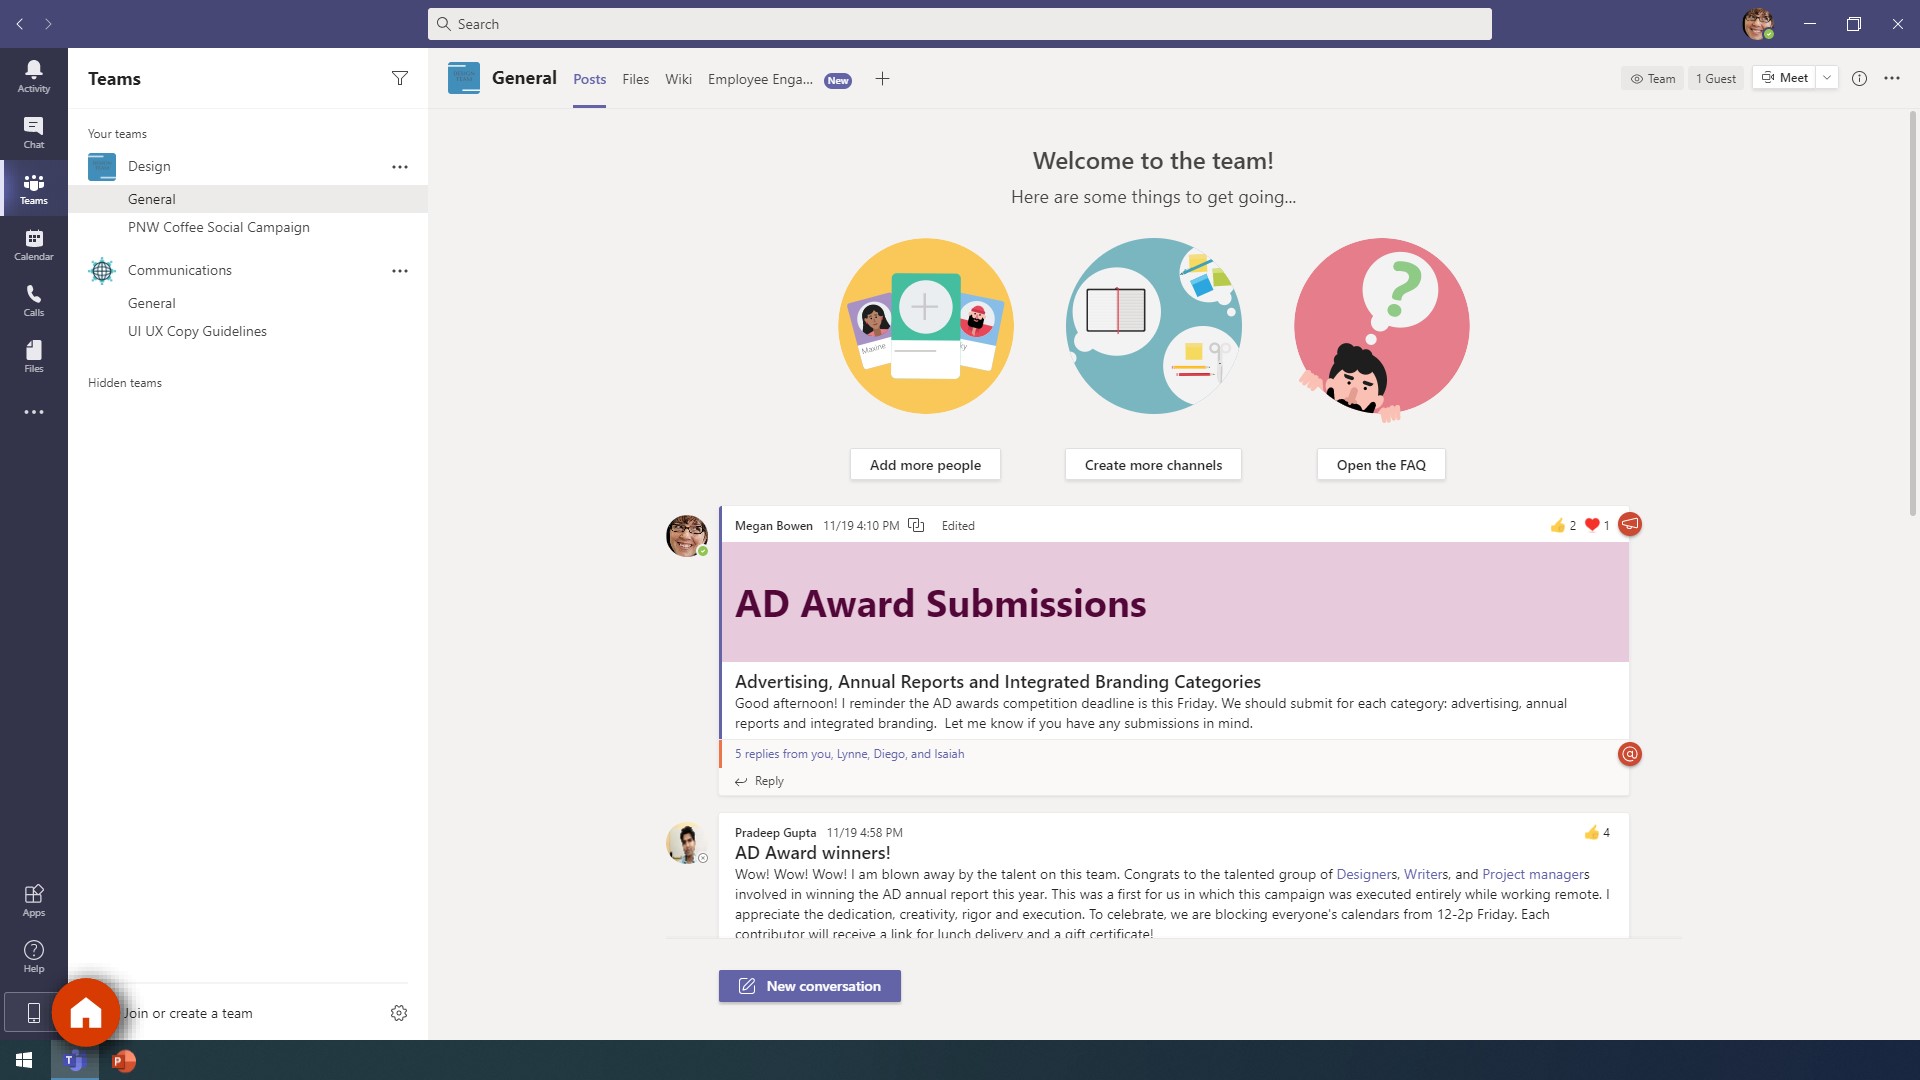 Search
Activity
Chat
Teams
Calendar
Calls
Files
Apps
Help
Teams
Your teams
Design
General
PNW Coffee Social Campaign
Communications
General
UI UX Copy Guidelines
Hidden teams
Join or create a team
General
Posts
Files
Wiki
Employee Enga...
New
Team
1 Guest
Meet
Welcome to the team!
Here are some things to get going...
Maxine
Add more people
Create more channels
Open the FAQ
Megan Bowen 11/19 4:10 PM Edited
2 1
AD Award Submissions
Advertising, Annual Reports and Integrated Branding Categories
Good afternoon! I reminder the AD awards competition deadline is this Friday. We should submit for each category: advertising, annual
reports and integrated branding. Let me know if you have any submissions in mind.
5 replies from you, Lynne, Diego, and Isaiah
@
Reply
Pradeep Gupta 11/19 4:58 PM
4
AD Award winners!
Wow! Wow! Wow! I am blown away by the talent on this team. Congrats to the talented group of Designers, Writers, and Project managers
involved in winning the AD annual report this year. This was a first for us in which this campaign was executed entirely while working remote. I
appreciate the dedication, creativity, rigor and execution. To celebrate, we are blocking everyone's calendars from 12-2p Friday. Each
contributor will receive a link for lunch delivery and a gift certificate!
New conversation
T
P